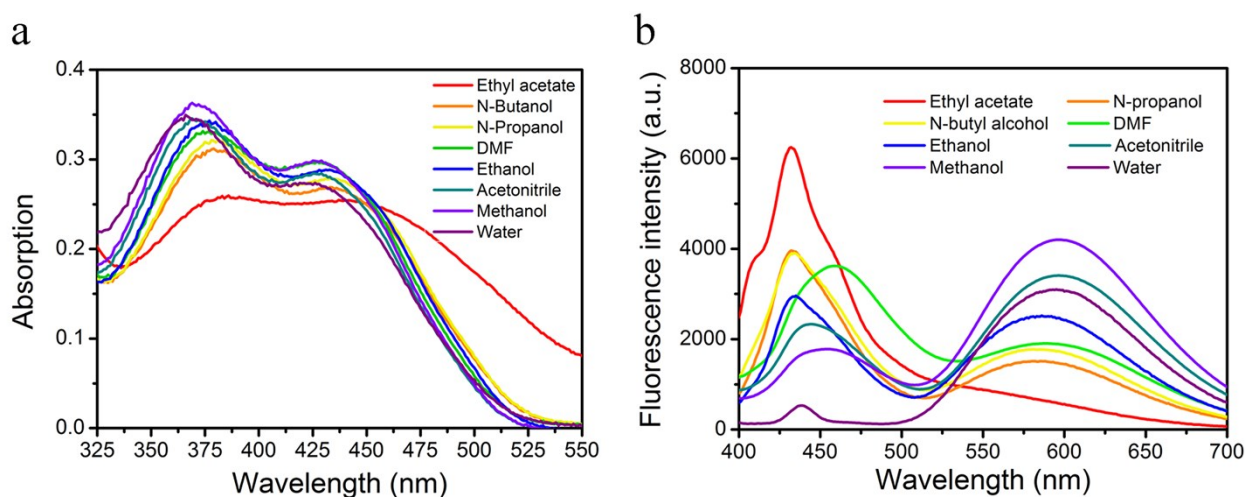 a
0.4
0.3
0.2
0.1
0.0
Absorption
325 350 375 400 425 450 475 500 525 550
Wavelength (nm)
Ethyl acetate
N-Butanol
N-Propanol
DMF
Ethanol
Acetonitrile
Methanol
Water
b
8000
6000
4000
2000
0
Fluorescence intensity (a.u.)
400 450 500 550 600 650 700
Wavelength (nm)
Ethyl acetate N-propanol
N-butyl alcohol DMF
Ethanol Acetonitrile
Methanol Water